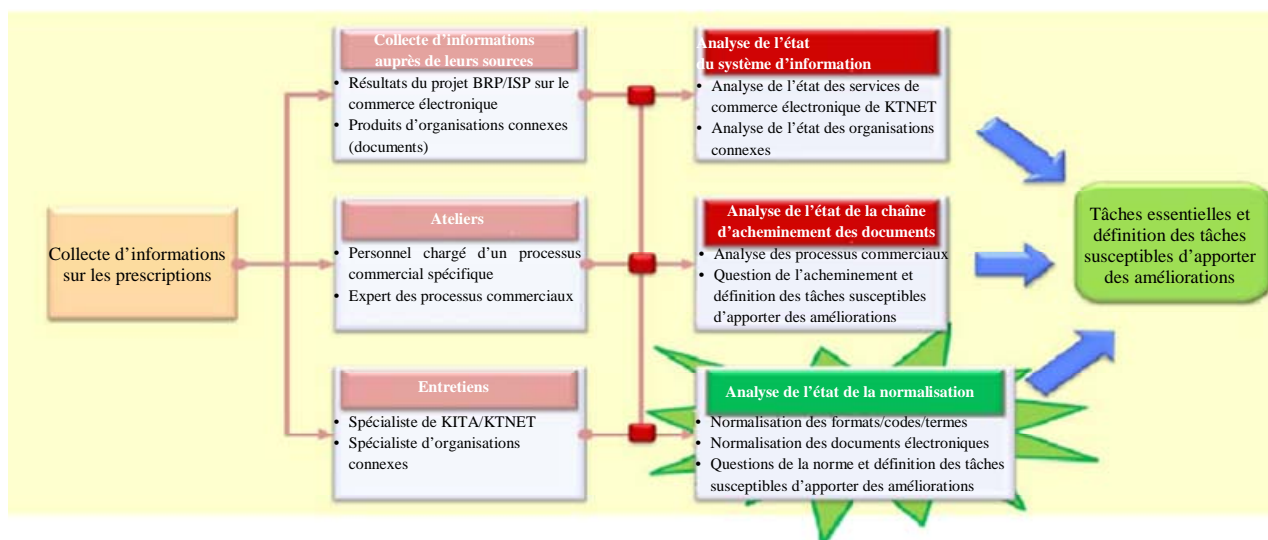 Collecte d’informations
sur les prescriptions
Collecte d’informations
auprès de leurs sources
• Résultats du projet BRP/ISP sur le
commerce électronique
• Produits d’organisations connexes
(documents)
Ateliers
• Personnel chargé d’un processus
commercial spécifique
• Expert des processus commerciaux
Entretiens
• Spécialiste de KITA/KTNET
• Spécialiste d’organisations
connexes
Analyse de l’état
du système d’information
• Analyse de l’état des services de
commerce électronique de KTNET
• Analyse de l’état des organisations
connexes
Analyse de l’état de la chaîne
d’acheminement des documents
• Analyse des processus commerciaux
• Question de l’acheminement et
définition des tâches susceptibles
d’apporter des améliorations
Analyse de l’état de la normalisation
• Normalisation des formats/codes/termes
• Normalisation des documents électroniques
• Questions de la norme et définition des tâches
susceptibles d’apporter des améliorations
Tâches essentielles et
définition des tâches
susceptibles d’apporter
des améliorations